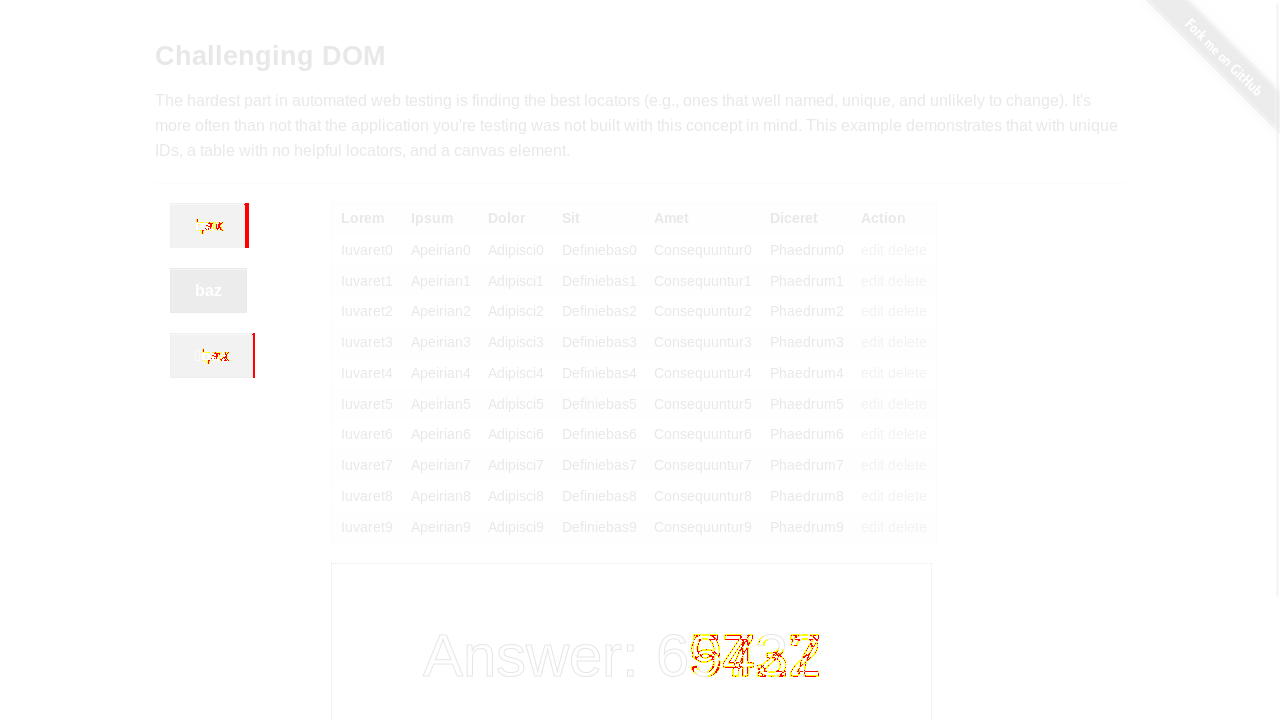 Fork me on GitHub
Challenging DOM
The hardest part in automated web testing is finding the best locators (e.g., ones that well named, unique, and unlikely to change). It's
more often than not that the application you're testing was not built with this concept in mind. This example demonstrates that with unique
IDs, a table with no helpful locators, and a canvas element.
baz
Lorem Ipsum Dolor Sit Amet Diceret Action
Iuvaret0 Apeirian0 Adipisci0 Definiebas0 Consequuntur0 Phaedrum0 edit delete
Iuvaret1 Apeirian1 Adipisci1 Definiebas1 Consequuntur1 Phaedrum1 edit delete
Iuvaret2 Apeirian2 Adipisci2 Definiebas2 Consequuntur2 Phaedrum2 edit delete
Iuvaret3 Apeirian3 Adipisci3 Definiebas3 Consequuntur3 Phaedrum3 edit delete
Iuvaret4 Apeirian4 Adipisci4 Definiebas4 Consequuntur4 Phaedrum4 edit delete
Iuvaret5 Apeirian5 Adipisci5 Definiebas5 Consequuntur5 Phaedrum5 edit delete
Iuvaret6 Apeirian6 Adipisci6 Definiebas6 Consequuntur6 Phaedrum6 edit delete
Iuvaret7 Apeirian7 Adipisci7 Definiebas7 Consequuntur7 Phaedrum7 edit delete
Iuvaret8 Apeirian8 Adipisci8 Definiebas8 Consequuntur8 Phaedrum8 edit delete
Iuvaret9 Apeirian9 Adipisci9 Definiebas9 Consequuntur9 Phaedrum9 edit delete
Answer: